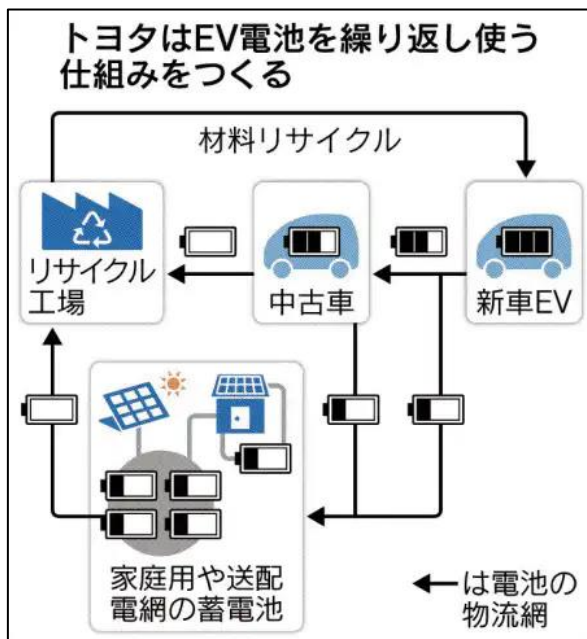 トヨタはEV電池を繰り返し使う
仕組みをつくる
材料リサイクル
リサイクル
工場
中古車
新車EV
家庭用や送配
電網の蓄電池
←は電池の
物流網